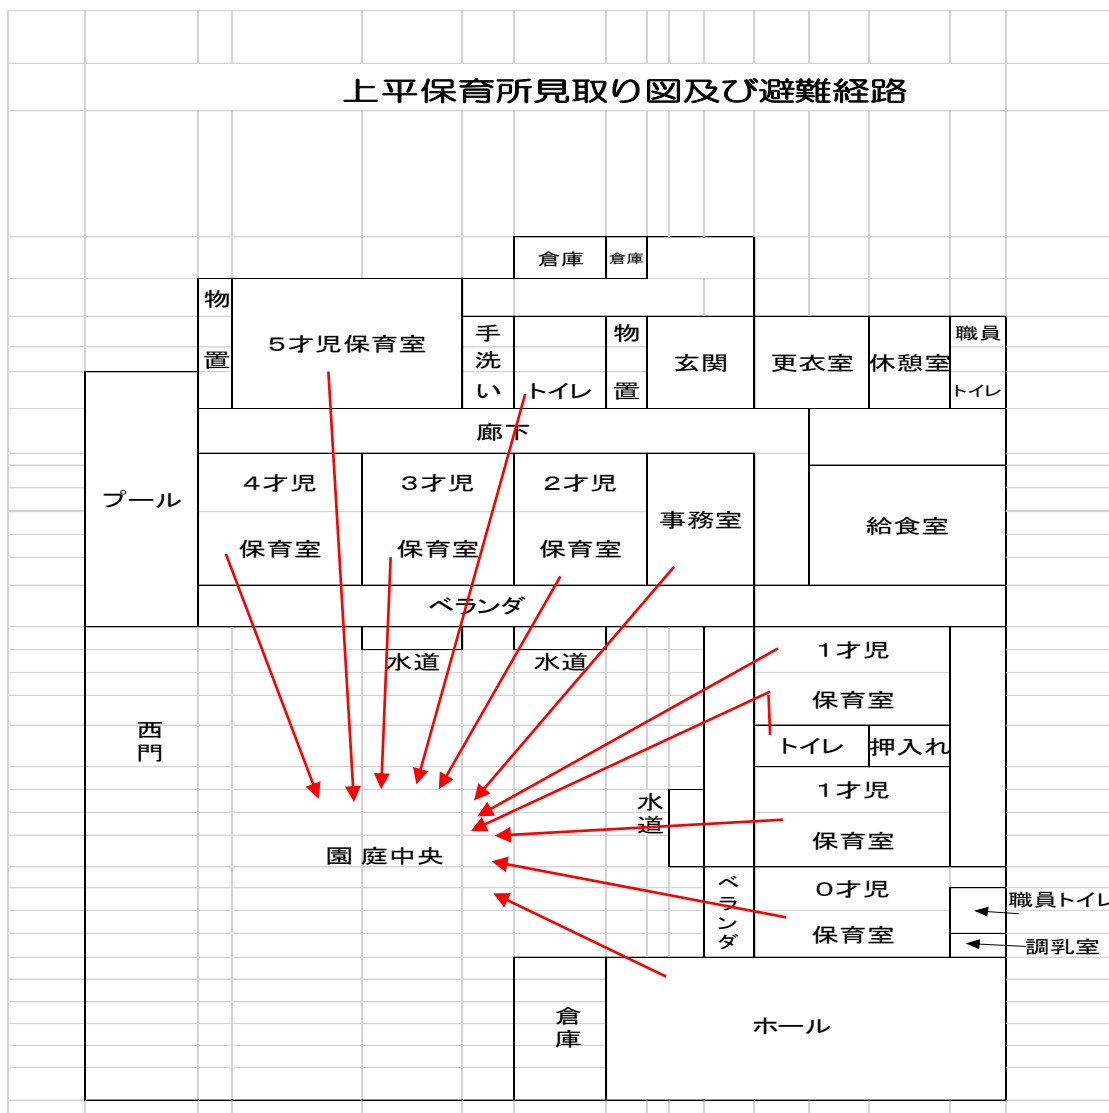 上平保育所見取り図及び避難経路
倉庫
倉庫
物置
5才児保育室
手洗い
トイレ
物置
玄関
更衣室
休憩室
職員
トイレ
廊下
プール
4才児
保育室
3才児
保育室
2才児
保育室
事務室
給食室
ベランダ
水道
水道
西門
1才児
保育室
トイレ
押入れ
1才児
保育室
水道
園庭中央
ベランダ
0才児
保育室
職員トイレ
調乳室
倉庫
ホール